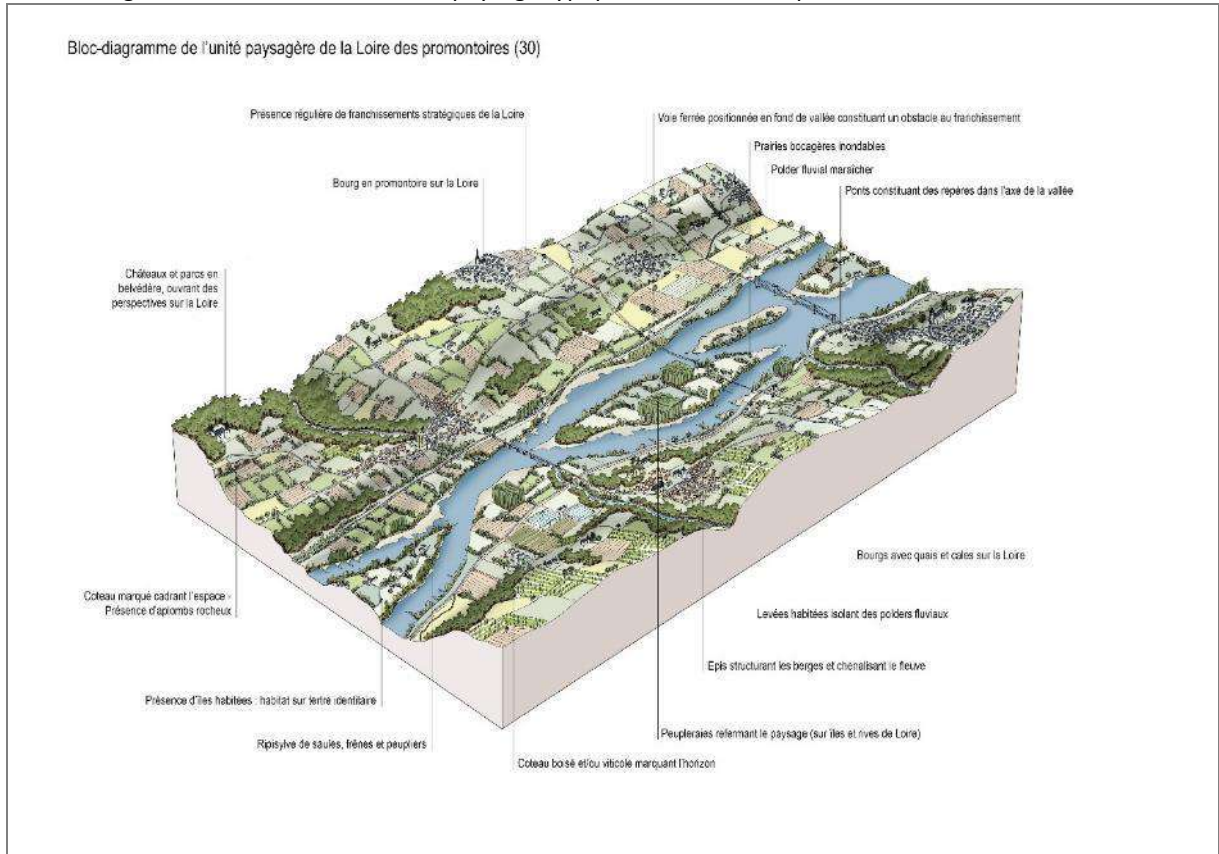 Bloc-diagramme de l'unité paysagère de la Loire des promontoires (30)
Présence régulière de franchissements stratégiques de la Loire
Voie ferrée positionnée en fond de vallée constituant un obstacle au franchissement
Prairies bocagères inondables
Polder fluvial maraîcher
Bourg en promontoire sur la Loire
Ponts constituant des repères dans l'axe de la vallée
Châteaux et parcs en
belvédère, ouvrant des
perspectives sur la Loire
Bourgs avec quais et cales sur la Loire
Coteau marqué cadrant l'espace -
Présence d'aplombs rocheux
Levées habitées isolant des polders fluviaux
Epis structurant les berges et chenalisant le fleuve
Présence d'îles habitées : habitat sur tertre identitaire
Peupleraies refermant le paysage (sur îles et rives de Loire)
Ripisylve de saules, frênes et peupliers
Coteau boisé et/ou viticole marquant l'horizon